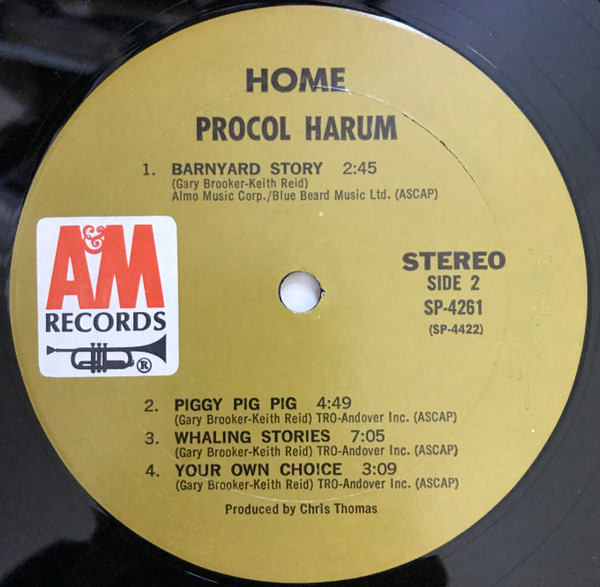 HOME
PROCOL HARUM
1. BARNYARD STORY 2:45
(Gary Brooker-Keith Reid)
Almo Music Corp./Blue Beard Music Ltd. (ASCAP)
A&M
RECORDS
®
STEREO
SIDE 2
SP-4261
(SP-4422)
2. PIGGY PIG PIG 4:49
(Gary Brooker-Keith Reid) TRO-Andover Inc. (ASCAP)
3. WHALING STORIES 7:05
(Gary Brooker-Keith Reid) TRO-Andover Inc. (ASCAP)
4. YOUR OWN CHOICE 3:09
(Gary Brooker-Keith Reid) TRO-Andover Inc. (ASCAP)
Produced by Chris Thomas